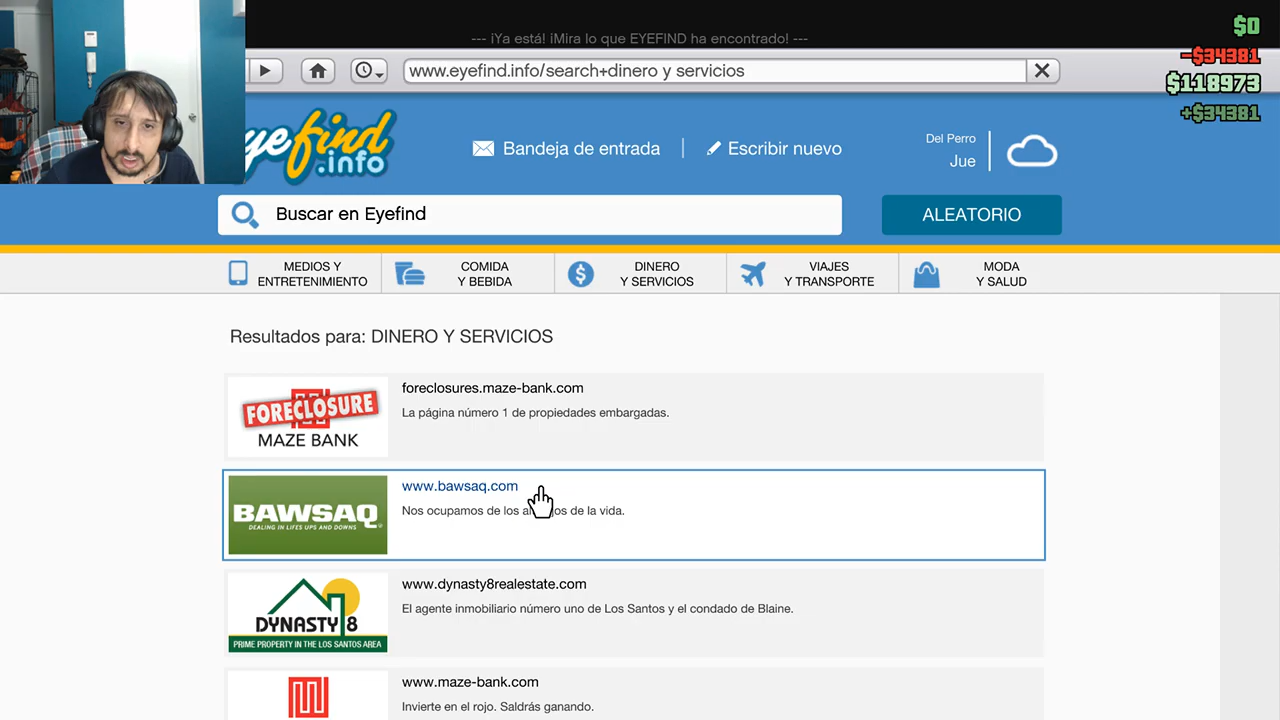 --- ¡Ya está! ¡Mira lo que EYEFIND ha encontrado! ---
$0
-$34381
$118973
+$34381
www.eyefind.info/search+dinero y servicios
eyefind
.info
Bandeja de entrada
Escribir nuevo
Del Perro
Jue
Buscar en Eyefind
ALEATORIO
MEDIOS Y
ENTRETENIMIENTO
COMIDA
Y BEBIDA
DINERO
Y SERVICIOS
VIAJES
Y TRANSPORTE
MODA
Y SALUD
Resultados para: DINERO Y SERVICIOS
FORECLOSURE
MAZE BANK
foreclosures.maze-bank.com
La página número 1 de propiedades embargadas.
BAWSAQ
DEALING IN LIFES UPS AND DOWNS
www.bawsaq.com
Nos ocupamos de los de la vida.
DYNASTY 8
PRIME PROPERTY IN THE LOS SANTOS AREA
www.dynasty8realestate.com
El agente inmobiliario número uno de Los Santos y el condado de Blaine.
www.maze-bank.com
Invierte en el rojo. Saldrás ganando.